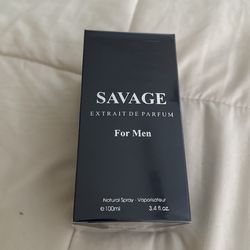 SAVAGE
EXTRAIT DE PARFUM
For Men
Natural Spray - Vaporisateur
e100ml 3.4 fl.oz.